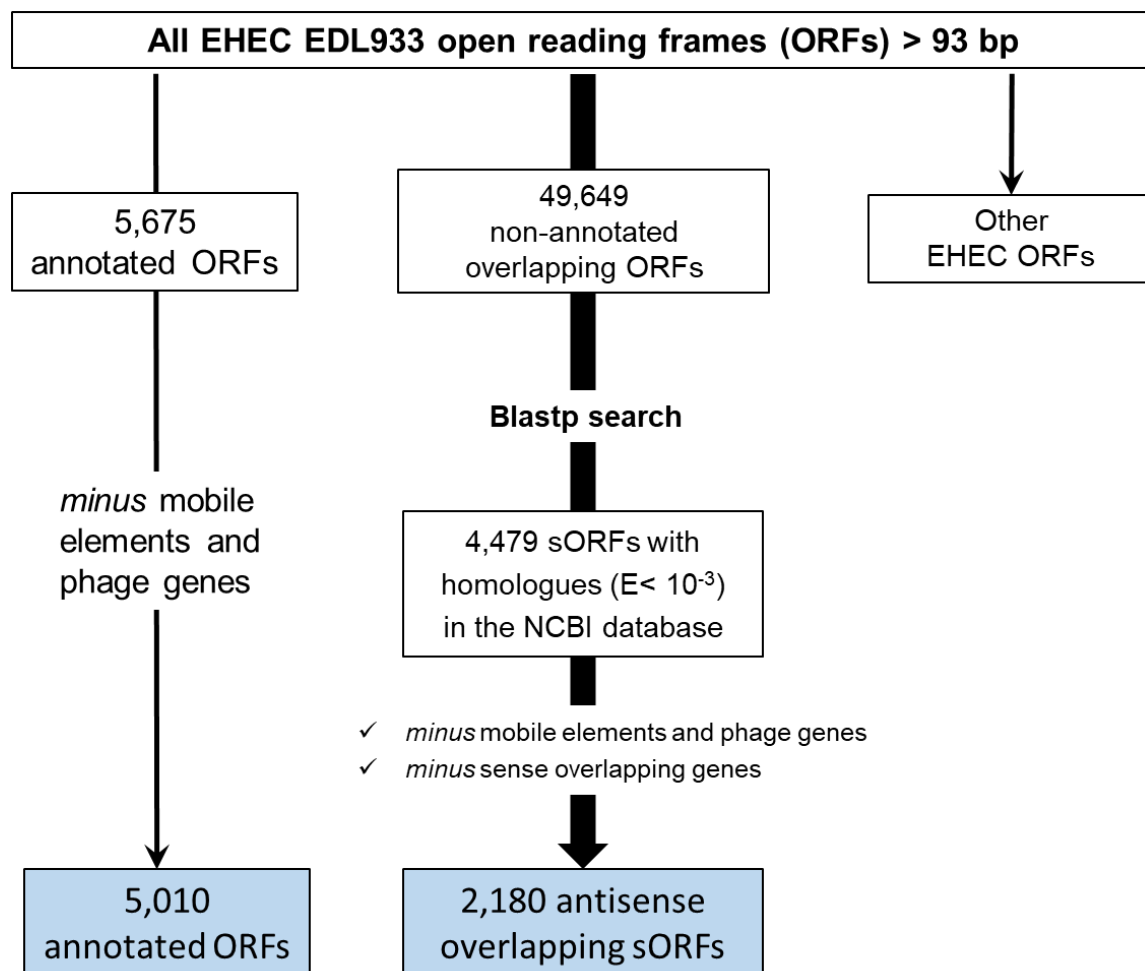 All EHEC EDL933 open reading frames (ORFs) > 93 bp
5,675
annotated ORFs
49,649
non-annotated
overlapping ORFs
Other
EHEC ORFs
Blastp search
minus mobile
elements and
phage genes
4,479 sORFs with
homologues (E< 10⁻³)
in the NCBI database
✓ minus mobile elements and phage genes
✓ minus sense overlapping genes
5,010
annotated ORFs
2,180 antisense
overlapping sORFs